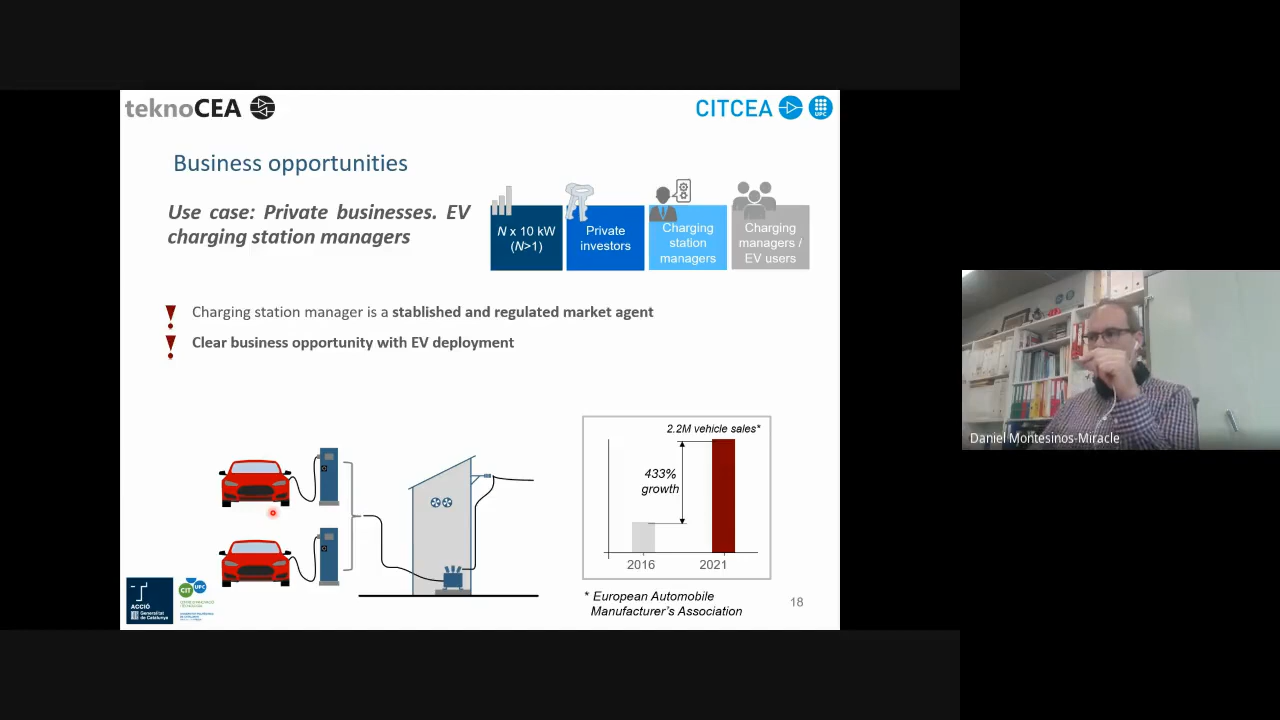 teknoCEA
CITCEA
UPC
Business opportunities
Use case: Private businesses. EV
charging station managers
N x 10 kW
(N>1)
Private
investors
Charging
station
managers
Charging
managers /
EV users
Charging station manager is a stablished and regulated market agent
Clear business opportunity with EV deployment
2.2M vehicle sales*
433%
growth
2016
2021
* European Automobile
Manufacturer's Association
18
ACCIÓ
Generalitat
de Catalunya
CIT
UPC
Daniel Montesinos-Miracle